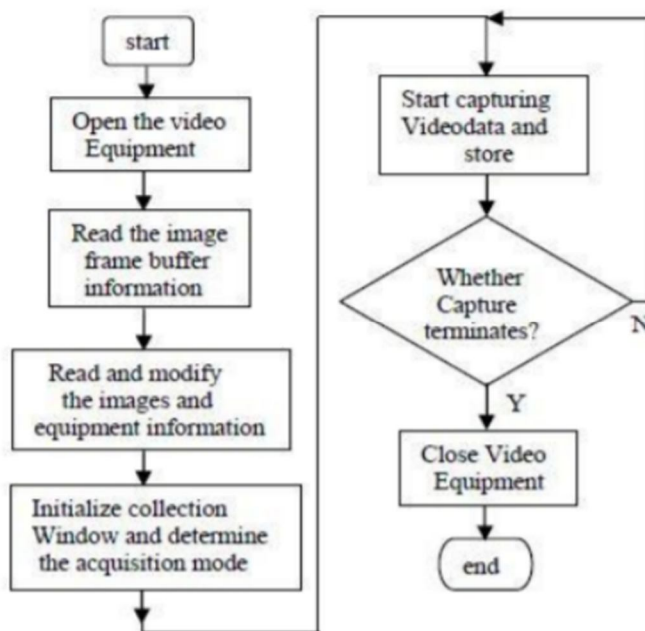 start
Open the video
Equipment
Read the image
frame buffer
information
Read and modify
the images and
equipment information
Initialize collection
Window and determine
the acquisition mode
Start capturing
Videodata and
store
Whether
Capture
terminates?
N
Y
Close Video
Equipment
end